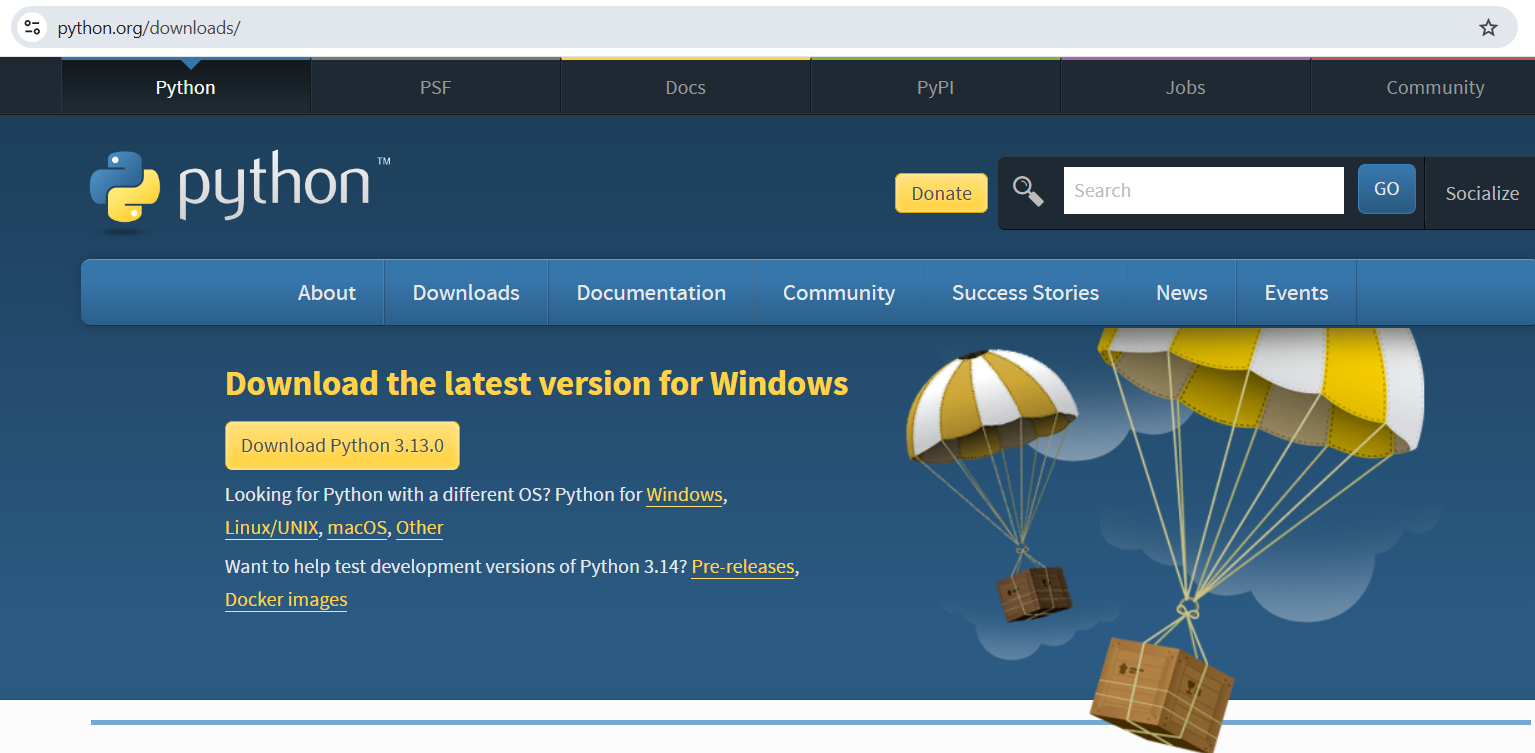 python.org/downloads/
Python PSF Docs PyPI Jobs Community
python™
Donate Search GO Socialize
About Downloads Documentation Community Success Stories News Events
Download the latest version for Windows
Download Python 3.13.0
Looking for Python with a different OS? Python for Windows,
Linux/UNIX, macOS, Other
Want to help test development versions of Python 3.14? Pre-releases,
Docker images